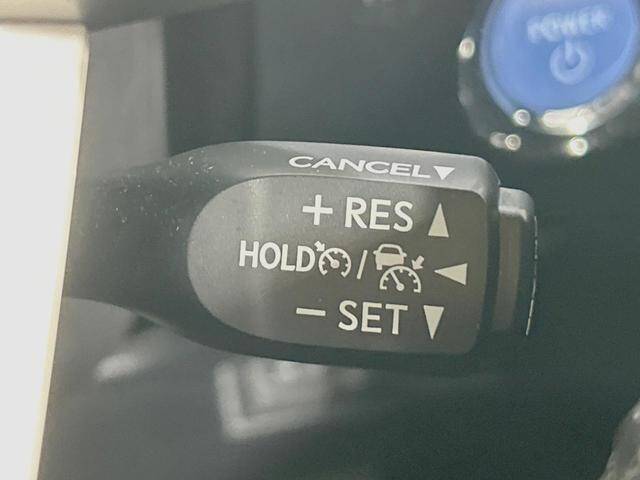 POWER
CANCEL▼
+ RES ▲
HOLD / ◀
− SET ▼